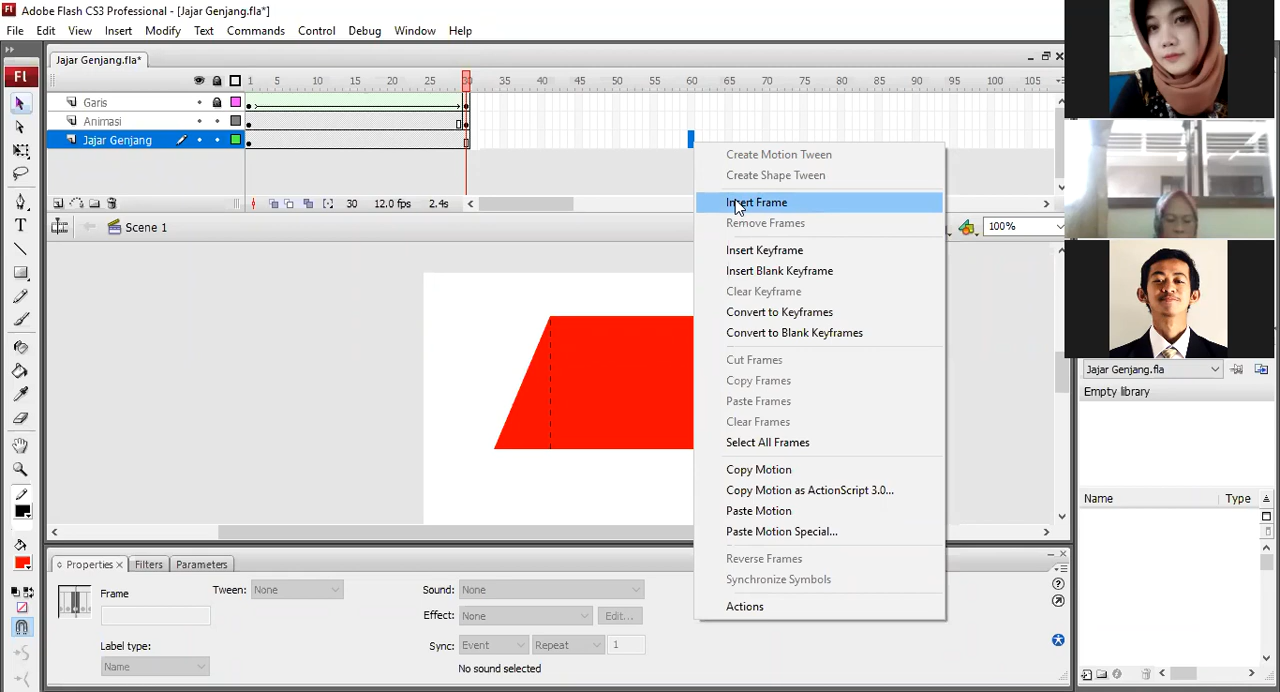 Adobe Flash CS3 Professional - [Jajar Genjang.fla*]
File Edit View Insert Modify Text Commands Control Debug Window Help
Jajar Genjang.fla*
Fl
1 5 10 15 20 25 30 35 40 45 50 55 60 65 70 75 80 85 90 95 100 105
Garis
Animasi
Jajar Genjang
30 12.0 fps 2.4s
Scene 1
100%
Create Motion Tween
Create Shape Tween
Insert Frame
Remove Frames
Insert Keyframe
Insert Blank Keyframe
Clear Keyframe
Convert to Keyframes
Convert to Blank Keyframes
Cut Frames
Copy Frames
Paste Frames
Clear Frames
Select All Frames
Copy Motion
Copy Motion as ActionScript 3.0...
Paste Motion
Paste Motion Special...
Reverse Frames
Synchronize Symbols
Actions
Jajar Genjang.fla
Empty library
Name Type
Properties Filters Parameters
Frame
Tween: None
Sound: None
Effect: None Edit...
Label type:
Name
Sync: Event Repeat 1
No sound selected